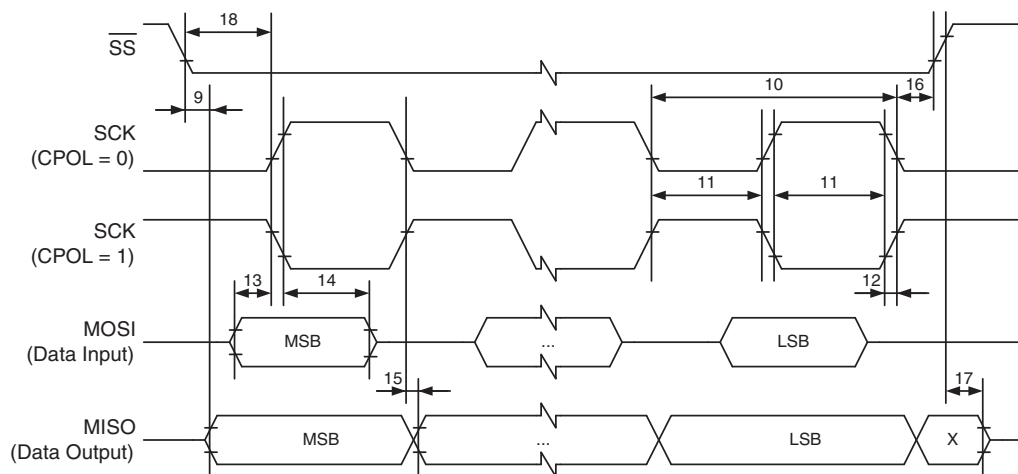 18
SS
10
16
9
SCK
(CPOL = 0)
11
11
SCK
(CPOL = 1)
13
14
12
MOSI
(Data Input)
MSB
...
LSB
15
17
MISO
(Data Output)
MSB
...
LSB
X